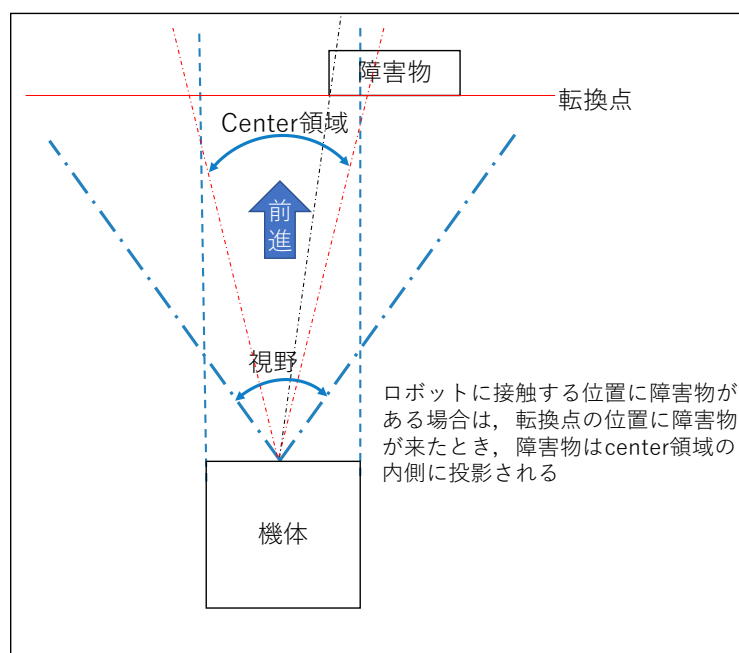 障害物
転換点
Center領域
前
進
視野
ロボットに接触する位置に障害物が
ある場合は，転換点の位置に障害物
が来たとき，障害物はcenter領域の
内側に投影される
機体